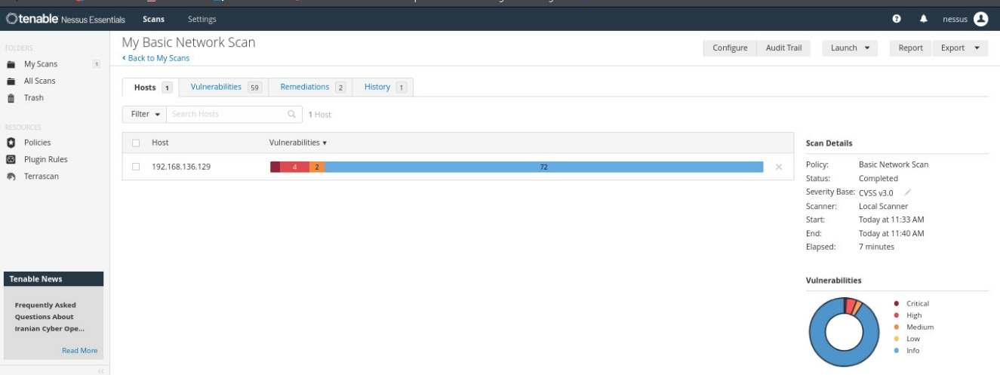 tenable Nessus Essentials Scans Settings nessus
FOLDERS
My Scans 1
All Scans
Trash
RESOURCES
Policies
Plugin Rules
Terrascan
Tenable News
Frequently Asked
Questions About
Iranian Cyber Ope...
Read More
My Basic Network Scan
Back to My Scans
Configure Audit Trail Launch Report Export
Hosts 1 Vulnerabilities 59 Remediations 2 History 1
Filter Search Hosts 1 Host
Host Vulnerabilities
192.168.136.129 4 2 72
Scan Details
Policy: Basic Network Scan
Status: Completed
Severity Base: CVSS v3.0
Scanner: Local Scanner
Start: Today at 11:33 AM
End: Today at 11:40 AM
Elapsed: 7 minutes
Vulnerabilities
Critical
High
Medium
Low
Info